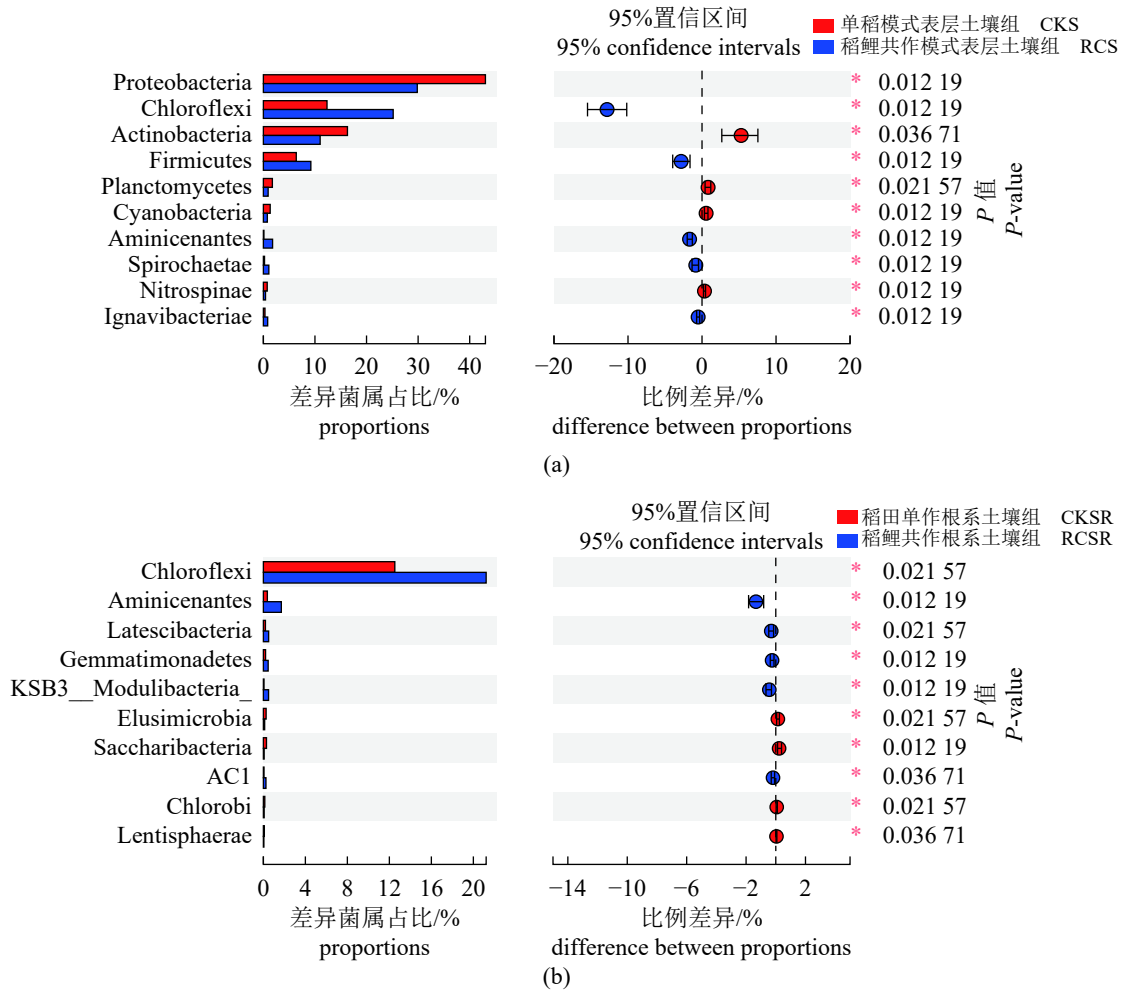 95%置信区间
95% confidence intervals
单稻模式表层土壤组 CKS
稻鲤共作模式表层土壤组 RCS
Proteobacteria
* 0.012 19
Chloroflexi
* 0.012 19
Actinobacteria
* 0.036 71
Firmicutes
* 0.012 19
Planctomycetes
* 0.021 57
Cyanobacteria
* 0.012 19
Aminicenantes
* 0.012 19
Spirochaetae
* 0.012 19
Nitrospinae
* 0.012 19
Ignavibacteriae
* 0.012 19
P 值
P-value
0 10 20 30 40
−20 −10 0 10 20
差异菌属占比/%
proportions
比例差异/%
difference between proportions
(a)
95%置信区间
95% confidence intervals
稻田单作根系土壤组 CKSR
稻鲤共作根系土壤组 RCSR
Chloroflexi
* 0.021 57
Aminicenantes
* 0.012 19
Latescibacteria
* 0.021 57
Gemmatimonadetes
* 0.012 19
KSB3__Modulibacteria_
* 0.012 19
Elusimicrobia
* 0.021 57
Saccharibacteria
* 0.012 19
AC1
* 0.036 71
Chlorobi
* 0.021 57
Lentisphaerae
* 0.036 71
P 值
P-value
0 4 8 12 16 20
−14 −10 −6 −2 2
差异菌属占比/%
proportions
比例差异/%
difference between proportions
(b)